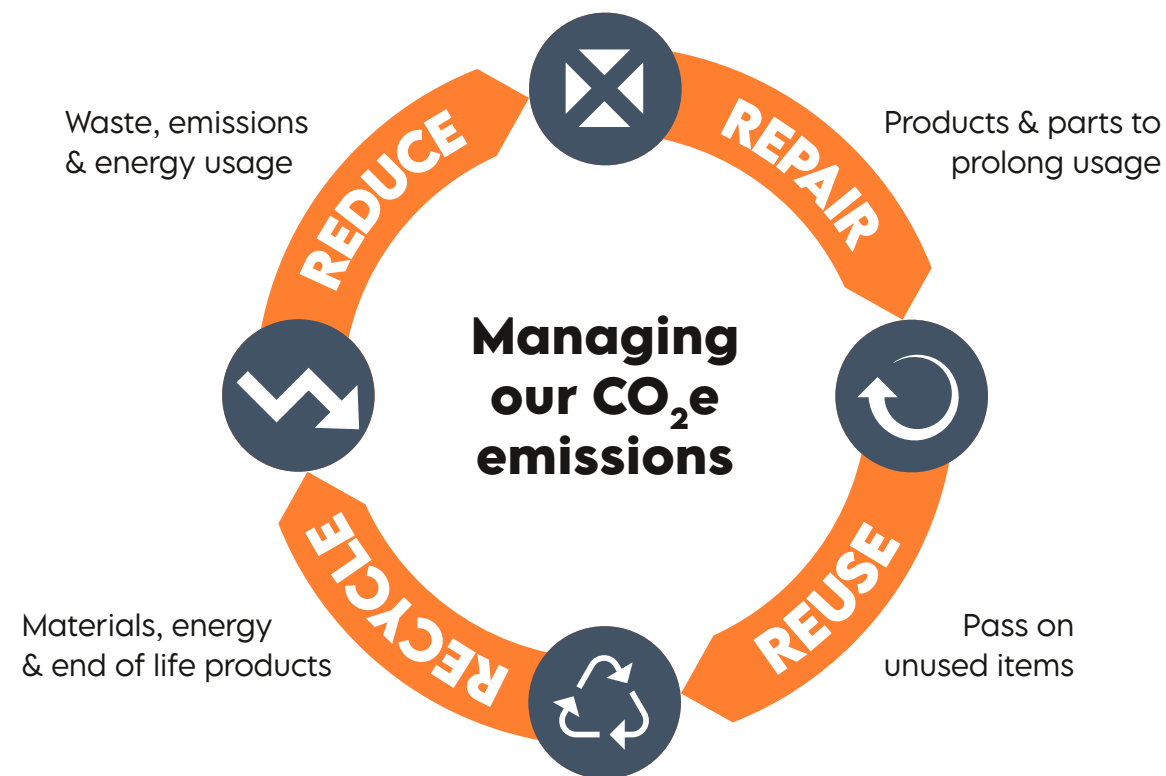 Waste, emissions
& energy usage
REDUCE
REPAIR
Products & parts to
prolong usage
Managing
our CO₂e
emissions
RECYCLE
Materials, energy
& end of life products
REUSE
Pass on
unused items